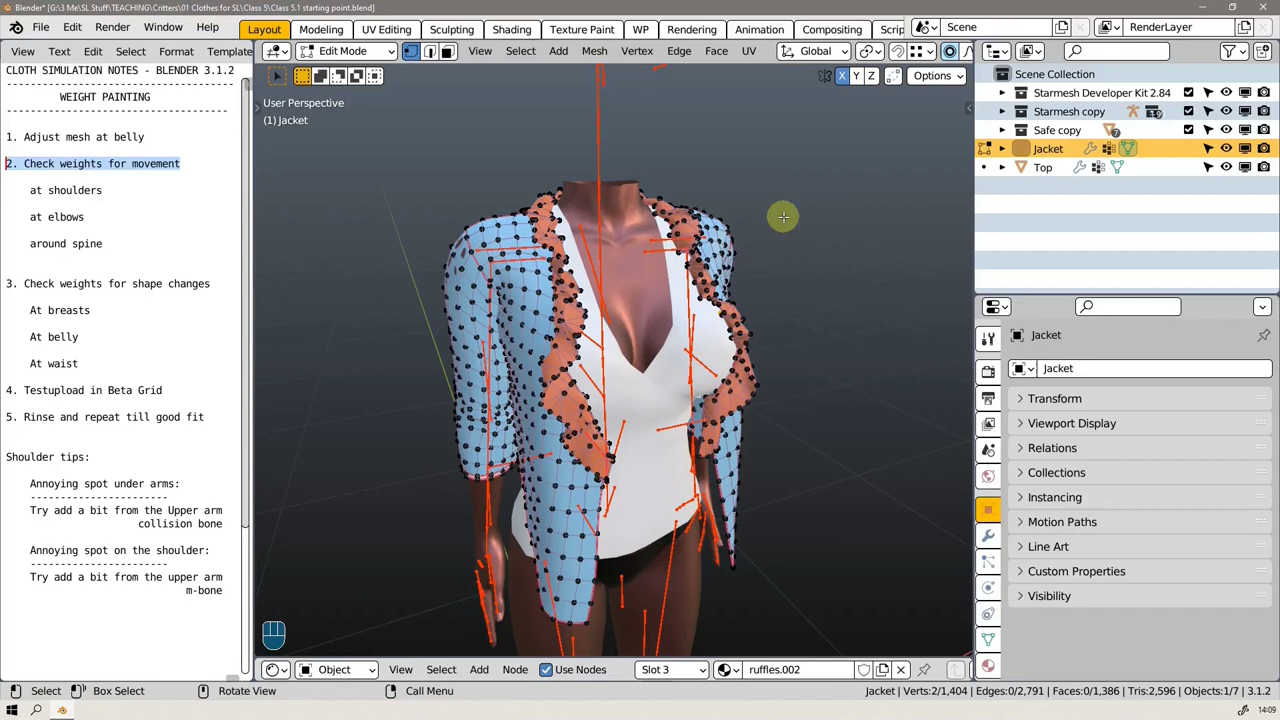 Blender* [G:\3 Me\SL Stuff\TEACHING\Critters\01 Clothes for SL\Class 5\Class 5.1 starting point.blend]
File Edit Render Window Help
Layout Modeling UV Editing Sculpting Shading Texture Paint WP Rendering Animation Compositing Scrip
Scene RenderLayer
View Text Edit Select Format Template
Edit Mode View Select Add Mesh Vertex Edge Face UV Global
X Y Z Options
CLOTH SIMULATION NOTES - BLENDER 3.1.2
----------------------------------
WEIGHT PAINTING
---------------------------------
1. Adjust mesh at belly
2. Check weights for movement
at shoulders
at elbows
around spine
3. Check weights for shape changes
At breasts
At belly
At waist
4. Testupload in Beta Grid
5. Rinse and repeat till good fit
Shoulder tips:
Annoying spot under arms:
-----------------------
Try add a bit from the Upper arm
collision bone
Annoying spot on the shoulder:
-----------------------
Try add a bit from the upper arm
m-bone
User Perspective
(1) Jacket
Scene Collection
Starmesh Developer Kit 2.84
Starmesh copy
Safe copy
7
Jacket
Top
Jacket
Jacket
Transform
Viewport Display
Relations
Collections
Instancing
Motion Paths
Line Art
Custom Properties
Visibility
Object View Select Add Node Use Nodes Slot 3 ruffles.002
Select Box Select Rotate View Call Menu
Jacket | Verts:2/1,404 | Edges:0/2,791 | Faces:0/1,386 | Tris:2,596 | Objects:1/7 | 3.1.2
14:09